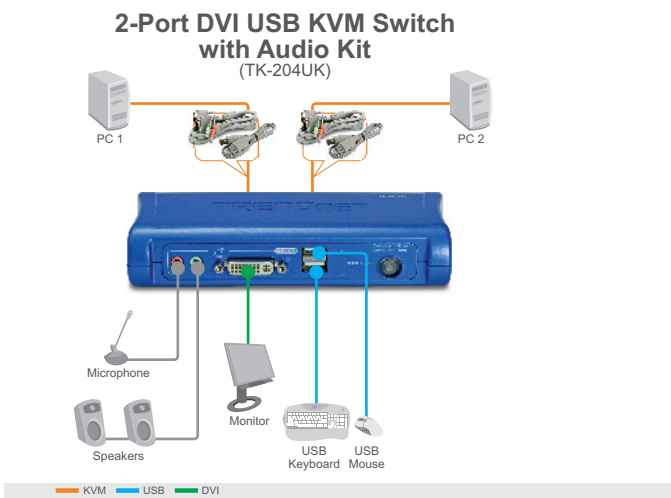 2-Port DVI USB KVM Switch
with Audio Kit
(TK-204UK)
PC 1
PC 2
TRENDNET
Microphone
Monitor
Speakers
USB
Keyboard
USB
Mouse
KVM
USB
DVI